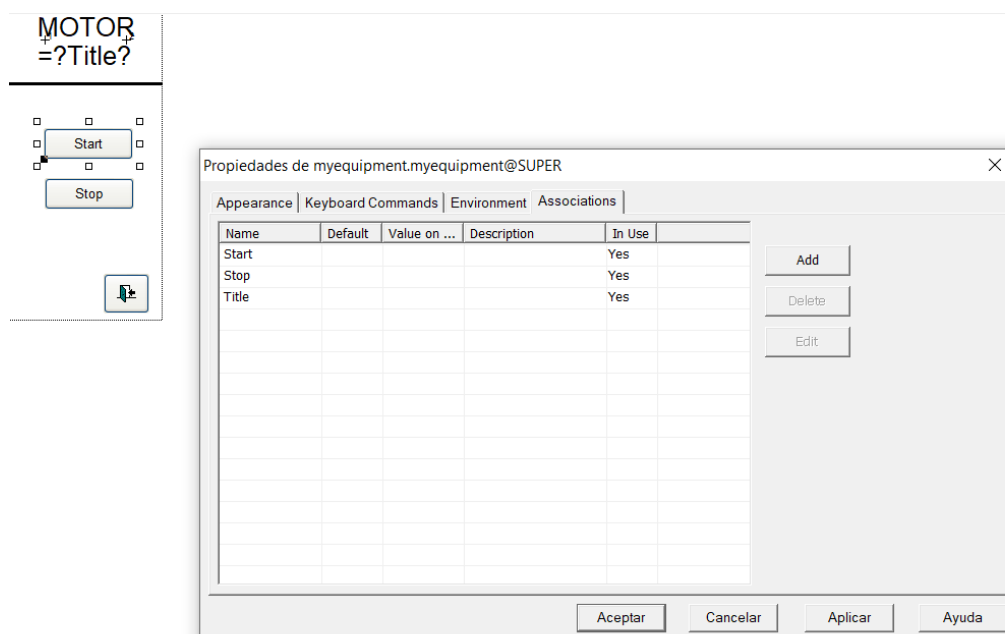 MOTOR
=?Title?
Start
Stop
Propiedades de myequipment.myequipment@SUPER
Appearance Keyboard Commands Environment Associations
Name Default Value on ... Description In Use
Start Yes
Stop Yes
Title Yes
Add
Delete
Edit
Aceptar Cancelar Aplicar Ayuda